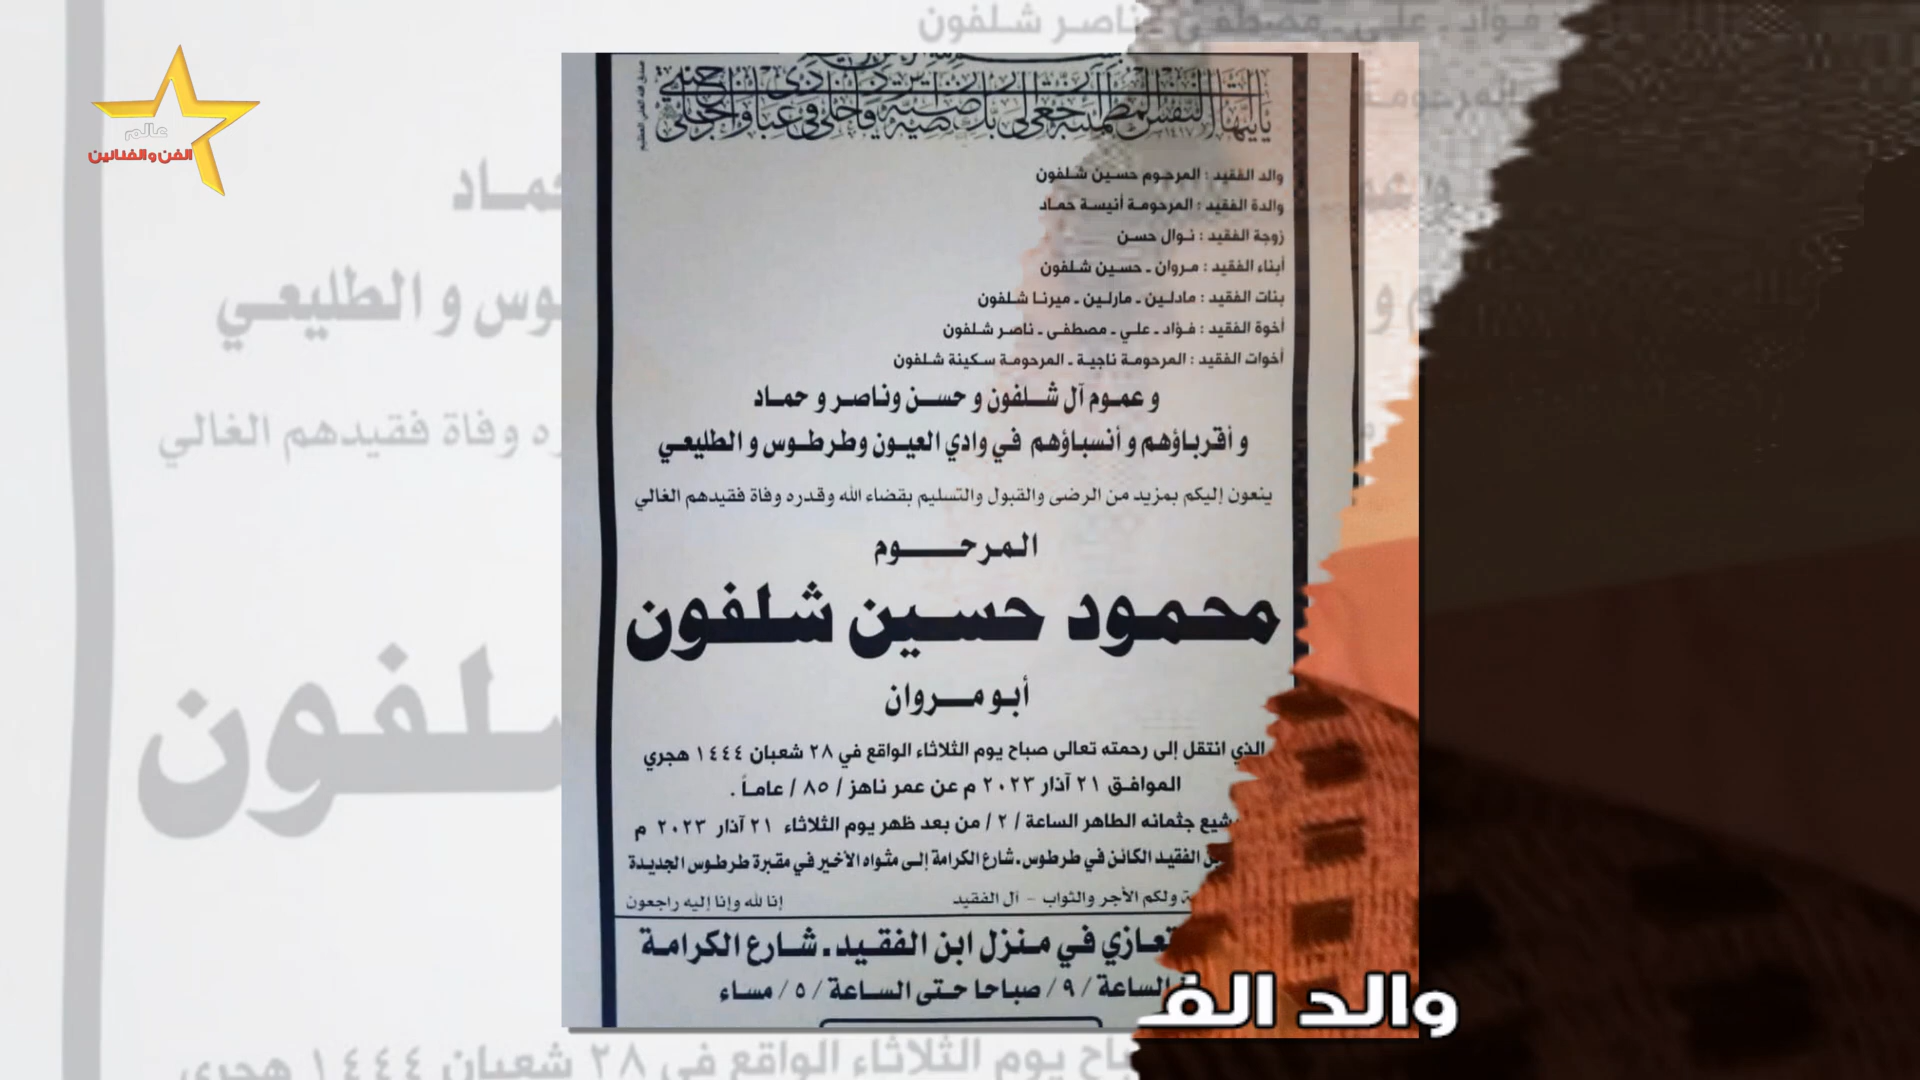 عالم
الفن والفنانين
والد الفقيد : المرحوم حسين شلفون
والدة الفقيد : المرحومة أنيسة حماد
زوجة الفقيد : نوال حسن
أبناء الفقيد : مروان - حسين شلفون
بنات الفقيد : مادلين - مارلين - ميرنا شلفون
أخوة الفقيد : فؤاد - علي - مصطفى - ناصر شلفون
أخوات الفقيد : المرحومة ناجية - المرحومة سكينة شلفون
و عموم آل شلفون و حسن وناصر و حماد
و أقرباؤهم و أنسباؤهم في وادي العيون وطرطوس و الطليعي
ينعون إليكم بمزيد من الرضى والقبول والتسليم بقضاء الله وقدره وفاة فقيدهم الغالي
المرحوم
محمود حسين شلفون
أبو مروان
الذي انتقل إلى رحمته تعالى صباح يوم الثلاثاء الواقع في ٢٨ شعبان ١٤٤٤ هجري
الموافق ٢١ آذار ٢٠٢٣ م عن عمر ناهز / ٨٥ / عاماً .
شيع جثمانه الطاهر الساعة / ٢ / من بعد ظهر يوم الثلاثاء ٢١ آذار ٢٠٢٣ م
الفقيد الكائن في طرطوس - شارع الكرامة إلى مثواه الأخير في مقبرة طرطوس الجديدة
ولكم الأجر والثواب - آل الفقيد إنا لله وإنا إليه راجعون
تعازي في منزل ابن الفقيد - شارع الكرامة
الساعة / ٩ / صباحا حتى الساعة / ٥ / مساء
والد الف